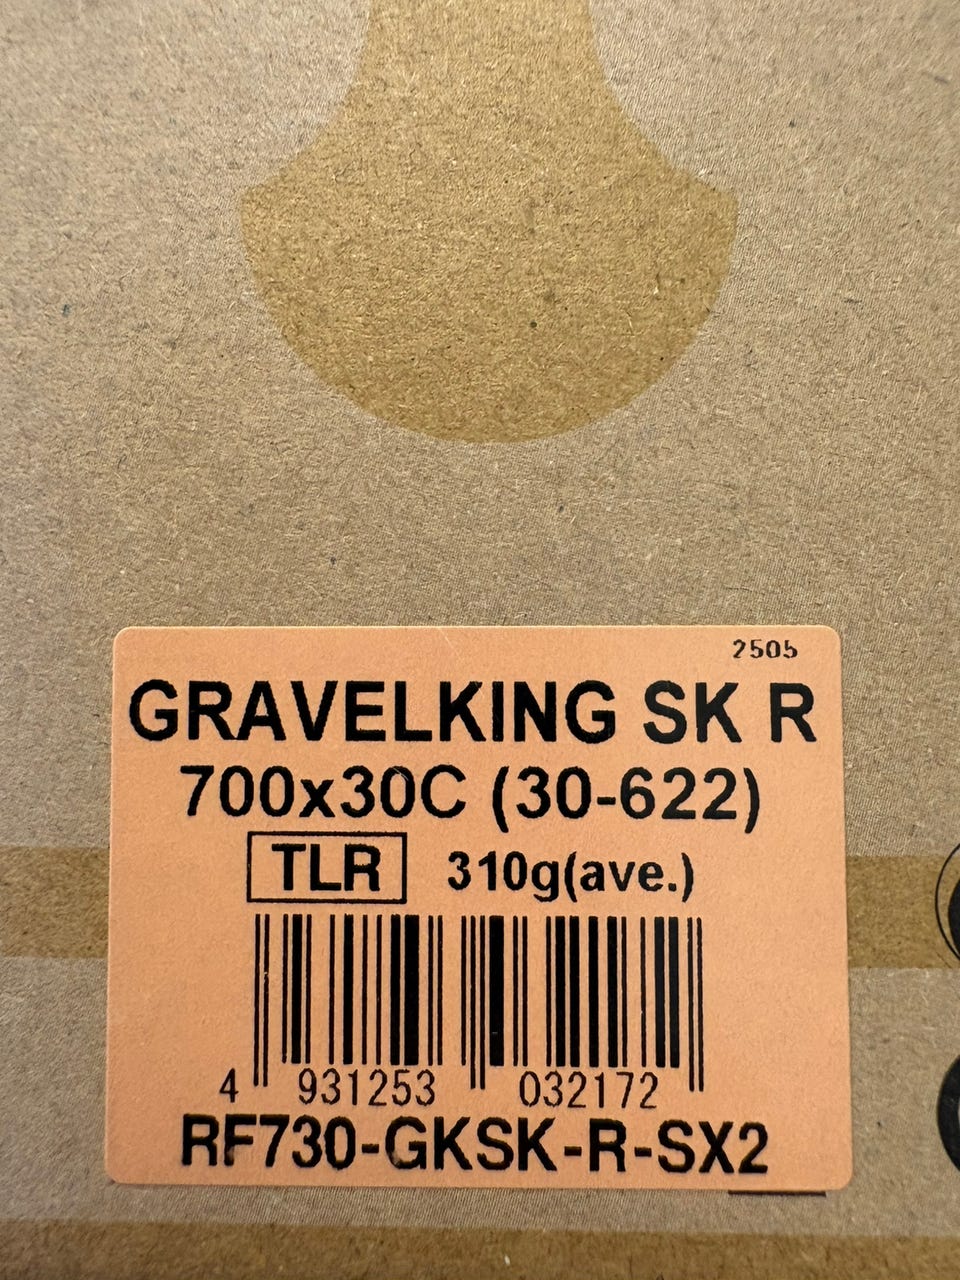 2505
GRAVELKING SK R
700x30C (30-622)
TLR 310g(ave.)
4 931253 032172
RF730-GKSK-R-SX2